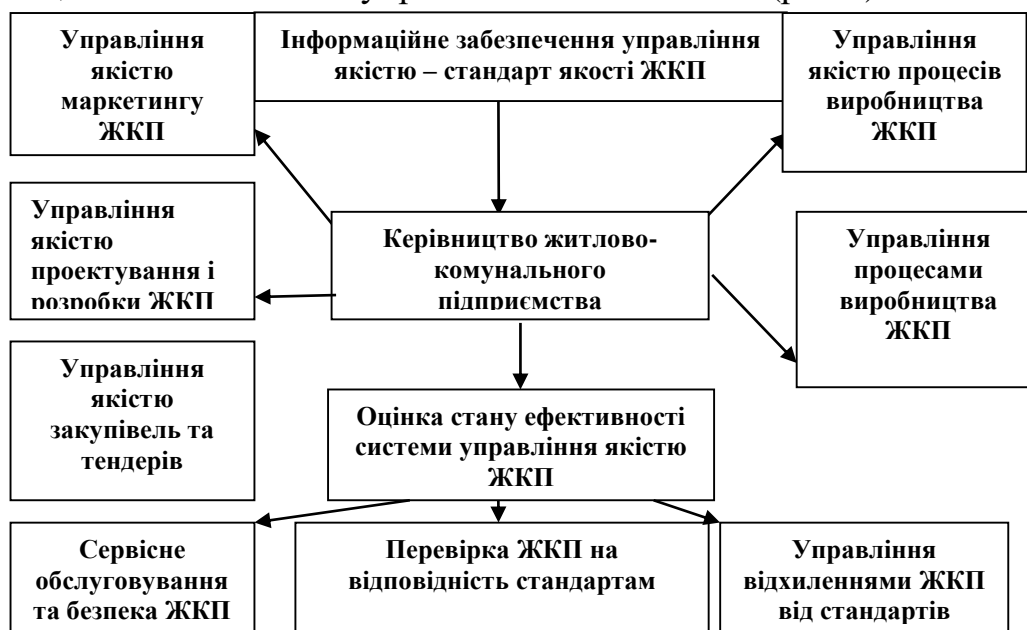 Управління
якістю
маркетингу
ЖКП
Інформаційне забезпечення управління
якістю – стандарт якості ЖКП
Управління
якістю процесів
виробництва
ЖКП
Управління
якістю
проектування і
розробки ЖКП
Керівництво житлово-
комунального
підприємства
Управління
процесами
виробництва
ЖКП
Управління
якістю
закупівель та
тендерів
Оцінка стану ефективності
системи управління якістю
ЖКП
Сервісне
обслуговування
та безпека ЖКП
Перевірка ЖКП на
відповідність стандартам
Управління
відхиленнями ЖКП
від стандартів